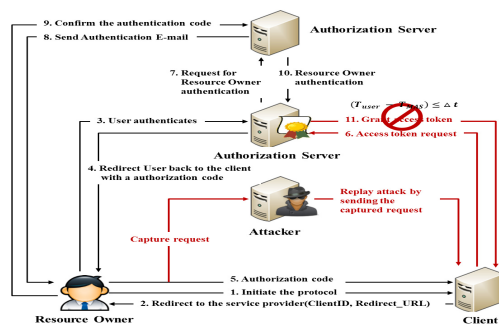 9. Confirm the authentication code
8. Send Authentication E-mail
Authorization Server
7. Request for
Resource Owner
authentication
10. Resource Owner
authentication
3. User authenticates
11. Grant access token
6. Access token request
Authorization Server
4. Redirect User back to the client
with a authorization code
Replay attack by
sending the
captured request
Attacker
Capture request
5. Authorization code
1. Initiate the protocol
2. Redirect to the service provider(ClientID, Redirect_URL)
Resource Owner
Client